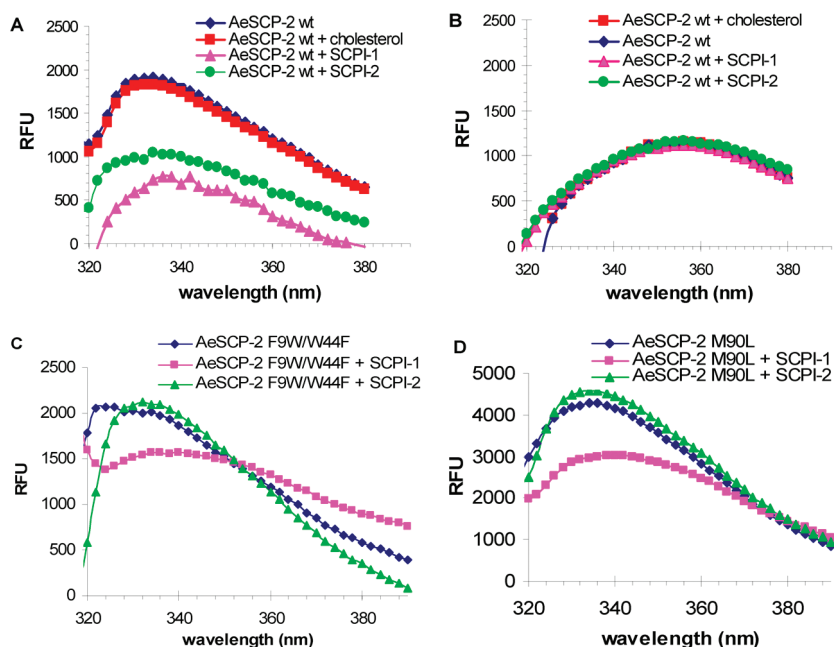 A
AeSCP-2 wt
AeSCP-2 wt + cholesterol
AeSCP-2 wt + SCPI-1
AeSCP-2 wt + SCPI-2
2500
2000
1500
1000
500
0
RFU
320 340 360 380
wavelength (nm)
B
AeSCP-2 wt + cholesterol
AeSCP-2 wt
AeSCP-2 wt + SCPI-1
AeSCP-2 wt + SCPI-2
2500
2000
1500
1000
500
0
RFU
320 340 360 380
wavelength (nm)
C
AeSCP-2 F9W/W44F
AeSCP-2 F9W/W44F + SCPI-1
AeSCP-2 F9W/W44F + SCPI-2
2500
2000
1500
1000
500
0
RFU
320 340 360 380
wavelength (nm)
D
AeSCP-2 M90L
AeSCP-2 M90L + SCPI-1
AeSCP-2 M90L + SCPI-2
5000
4000
3000
2000
1000
0
RFU
320 340 360 380
wavelength (nm)